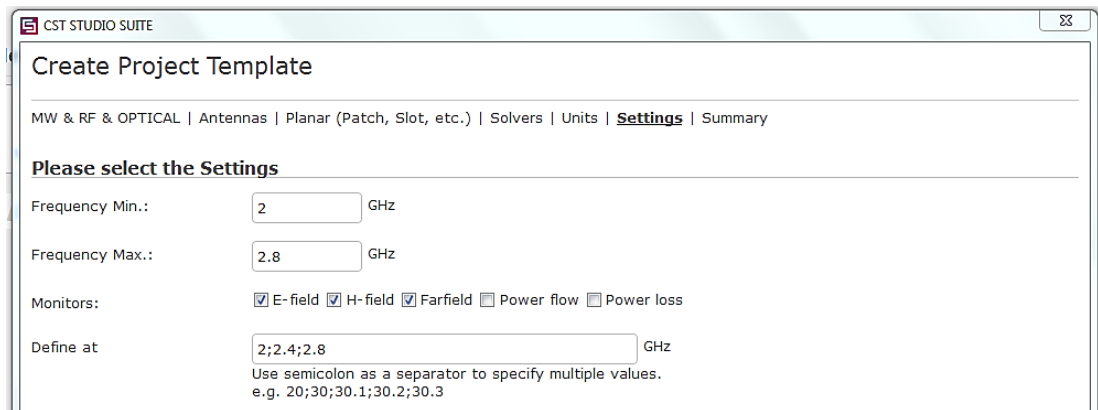 CST STUDIO SUITE
Create Project Template
MW & RF & OPTICAL | Antennas | Planar (Patch, Slot, etc.) | Solvers | Units | Settings | Summary
Please select the Settings
Frequency Min.: 2 GHz
Frequency Max.: 2.8 GHz
Monitors: E-field H-field Farfield Power flow Power loss
Define at 2;2.4;2.8 GHz
Use semicolon as a separator to specify multiple values.
e.g. 20;30;30.1;30.2;30.3